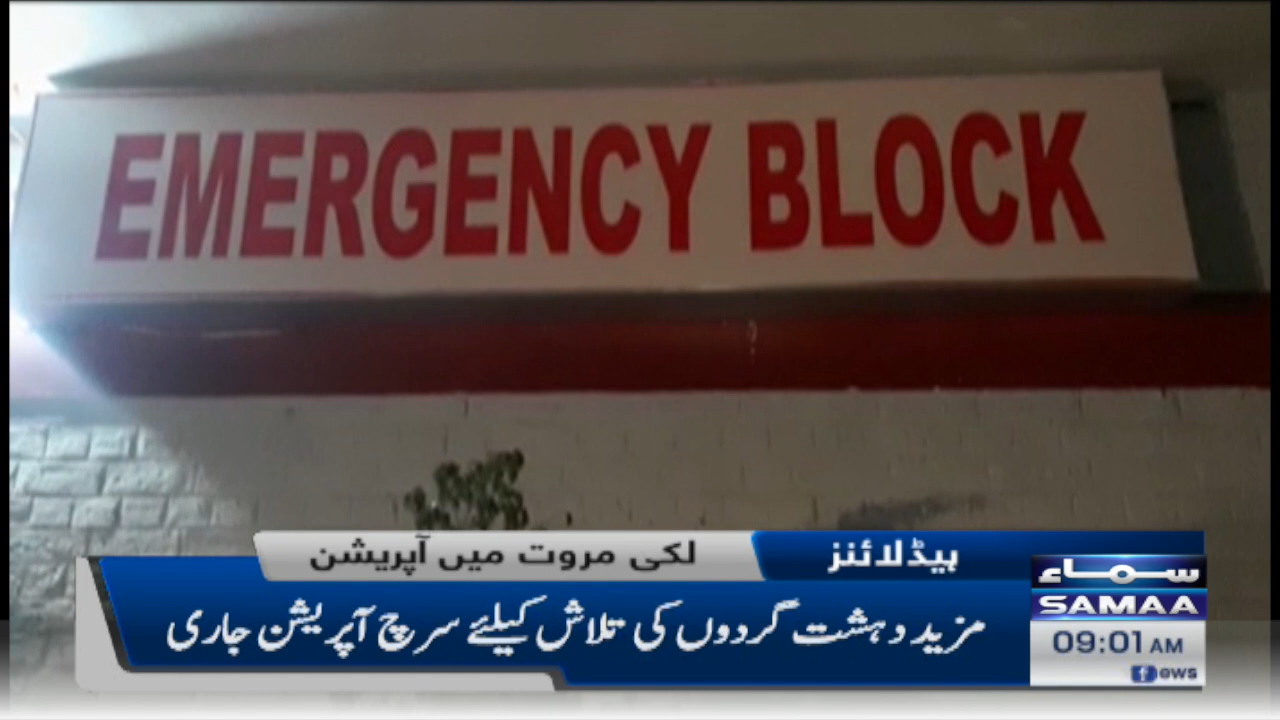 EMERGENCY BLOCK
ہیڈلائنز
لکی مروت میں آپریشن
مزید دہشت گردوں کی تلاش کیلئے سرچ آپریشن جاری
سماء
SAMAA
09:01 AM